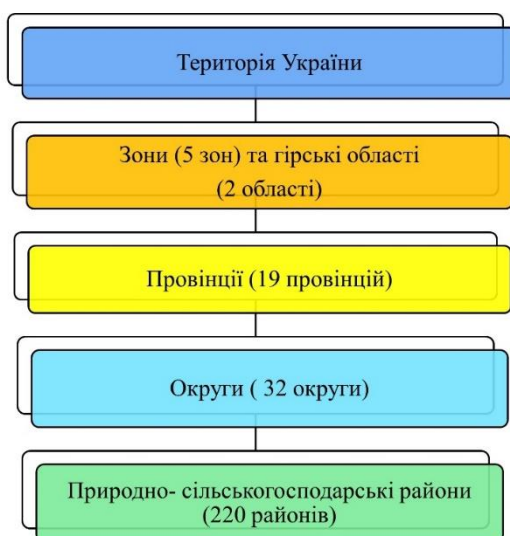 Територія України
Зони (5 зон) та гірські області
(2 області)
Провінції (19 провінцій)
Округи ( 32 округи)
Природно- сільськогосподарські райони
(220 районів)